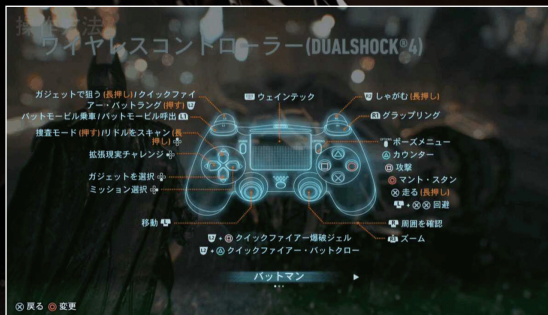 操作方法
ワイヤレスコントローラー(DUALSHOCK®4)
ガジェットで狙う(長押し)/クイックファイ
アー・バットラング(押す)
バットモービル乗車/バットモービル呼出 L1
捜査モード(押す)/リドルをスキャン(長
押し)
拡張現実チャレンジ
ガジェットを選択
ミッション選択
移動 L
ウェインテック
R2 しゃがむ(長押し)
R1 グラップリング
ポーズメニュー
△ カウンター
□ 攻撃
○ マント・スタン
× 走る(長押し)
L + × × 回避
R 周囲を確認
R3 ズーム
L2 + □ クイックファイアー爆破ジェル
L2 + △ クイックファイアー・バットクロー
バットマン
× 戻る ○ 変更